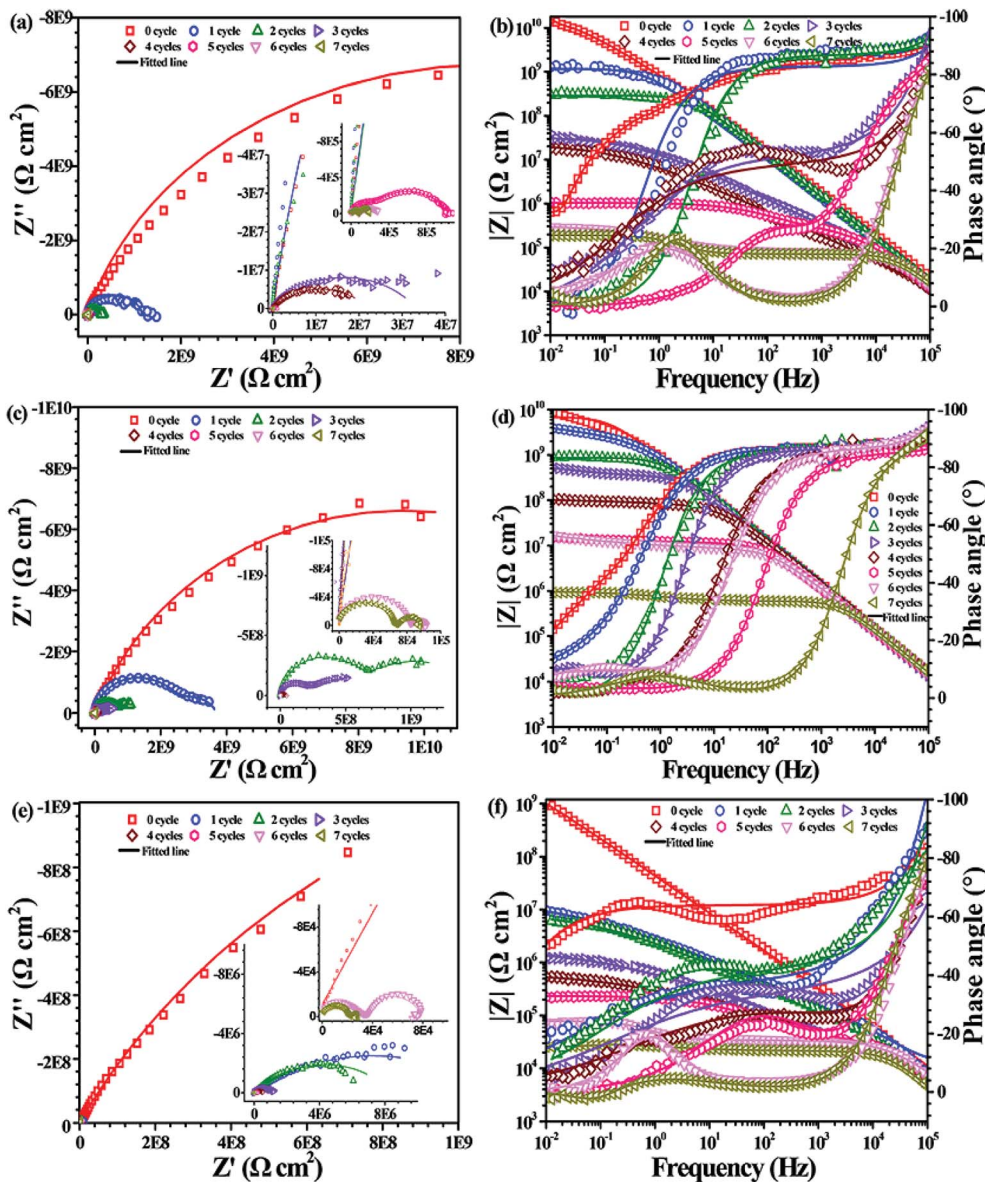 (a)
-8E9
-6E9
-4E9
-2E9
0
Z'' (Ω cm²)
0 cycle 1 cycle 2 cycles 3 cycles
4 cycles 5 cycles 6 cycles 7 cycles
Fitted line
-4E7
-3E7
-2E7
-1E7
0
1E7 2E7 3E7 4E7
-8E5
-4E5
0
0 4E5 8E5
0 2E9 4E9 6E9 8E9
Z' (Ω cm²)
(b)
10¹⁰
10⁹
10⁸
10⁷
10⁶
10⁵
10⁴
10³
|Z| (Ω cm²)
0 cycle 1 cycle 2 cycles 3 cycles
4 cycles 5 cycles 6 cycles 7 cycles
Fitted line
-100
-80
-60
-40
-20
0
Phase angle (°)
10⁻² 10⁻¹ 10⁰ 10¹ 10² 10³ 10⁴ 10⁵
Frequency (Hz)
(c)
-1E10
-8E9
-6E9
-4E9
-2E9
0
Z'' (Ω cm²)
0 cycle 1 cycle 2 cycles 3 cycles
4 cycles 5 cycles 6 cycles 7 cycles
Fitted line
-1E9
-5E8
0
0 5E8 1E9
-1E5
-8E4
-4E4
0
0 4E4 8E4 1E5
0 2E9 4E9 6E9 8E9 1E10
Z' (Ω cm²)
(d)
10¹⁰
10⁹
10⁸
10⁷
10⁶
10⁵
10⁴
10³
|Z| (Ω cm²)
0 cycle
1 cycle
2 cycles
3 cycles
4 cycles
5 cycles
6 cycles
7 cycles
Fitted line
-100
-80
-60
-40
-20
0
Phase angle (°)
10⁻² 10⁻¹ 10⁰ 10¹ 10² 10³ 10⁴ 10⁵
Frequency (Hz)
(e)
-1E9
-8E8
-6E8
-4E8
-2E8
0
Z'' (Ω cm²)
0 cycle 1 cycle 2 cycles 3 cycles
4 cycles 5 cycles 6 cycles 7 cycles
Fitted line
-8E6
-6E6
-4E6
-2E6
0
0 4E6 8E6
-8E4
-4E4
0
0 4E4 8E4
0 2E8 4E8 6E8 8E8 1E9
Z' (Ω cm²)
(f)
10⁹
10⁸
10⁷
10⁶
10⁵
10⁴
10³
|Z| (Ω cm²)
0 cycle 1 cycle 2 cycles 3 cycles
4 cycles 5 cycles 6 cycles 7 cycles
Fitted line
-100
-80
-60
-40
-20
0
Phase angle (°)
10⁻² 10⁻¹ 10⁰ 10¹ 10² 10³ 10⁴ 10⁵
Frequency (Hz)